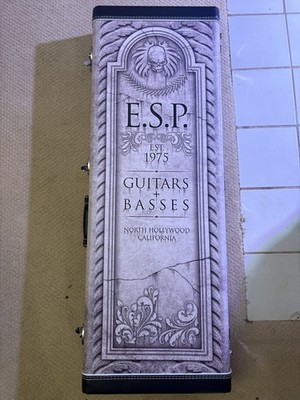 E.S.P.
EST.
1975
GUITARS
+
BASSES
NORTH HOLLYWOOD
CALIFORNIA